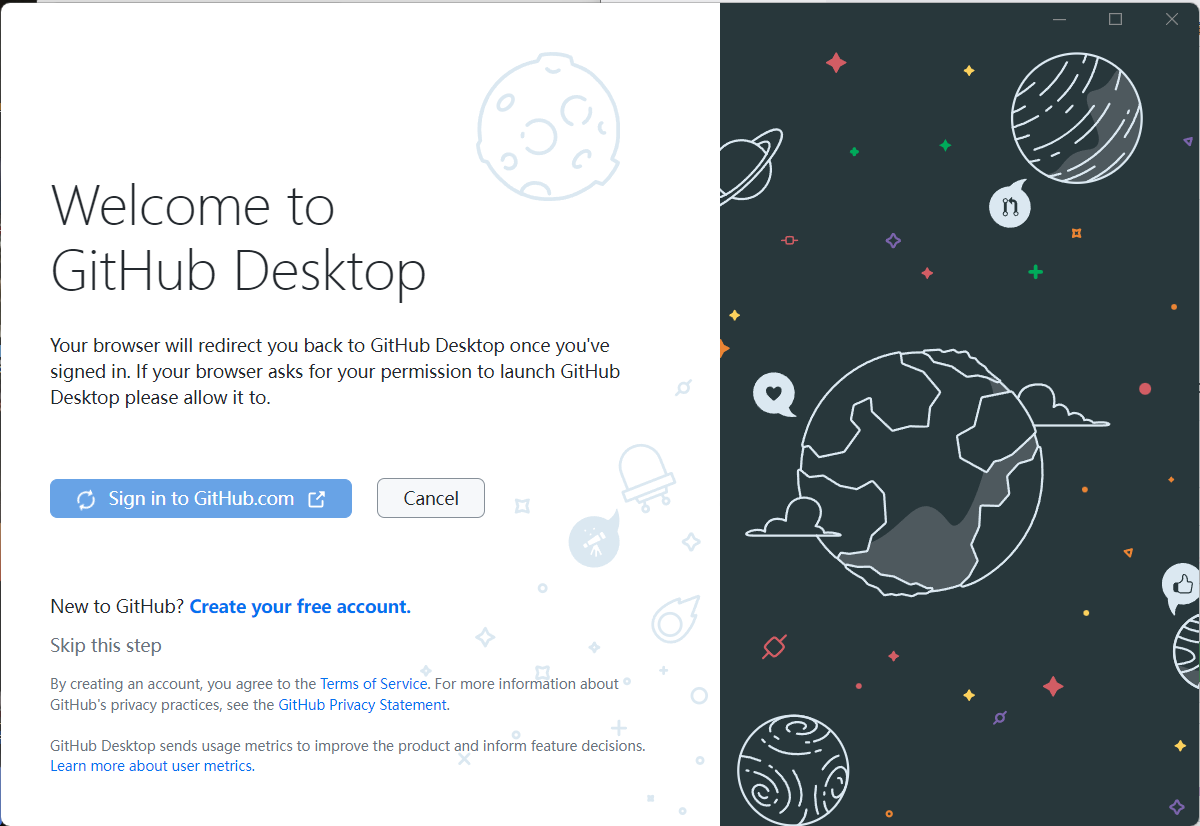 Welcome to
GitHub Desktop
Your browser will redirect you back to GitHub Desktop once you've
signed in. If your browser asks for your permission to launch GitHub
Desktop please allow it to.
Sign in to GitHub.com
Cancel
New to GitHub? Create your free account.
Skip this step
By creating an account, you agree to the Terms of Service. For more information about
GitHub's privacy practices, see the GitHub Privacy Statement.
GitHub Desktop sends usage metrics to improve the product and inform feature decisions.
Learn more about user metrics.